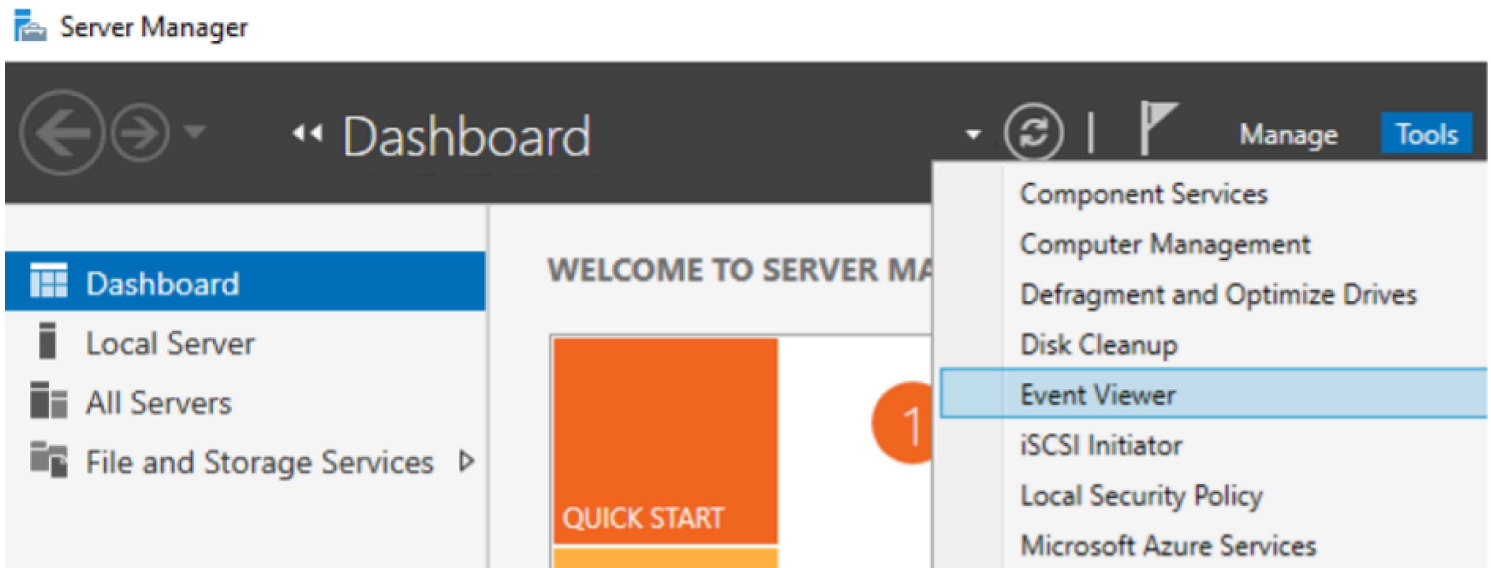 Server Manager
Dashboard
Manage
Tools
Dashboard
Local Server
All Servers
File and Storage Services
WELCOME TO SERVER MA
QUICK START
1
Component Services
Computer Management
Defragment and Optimize Drives
Disk Cleanup
Event Viewer
iSCSI Initiator
Local Security Policy
Microsoft Azure Services